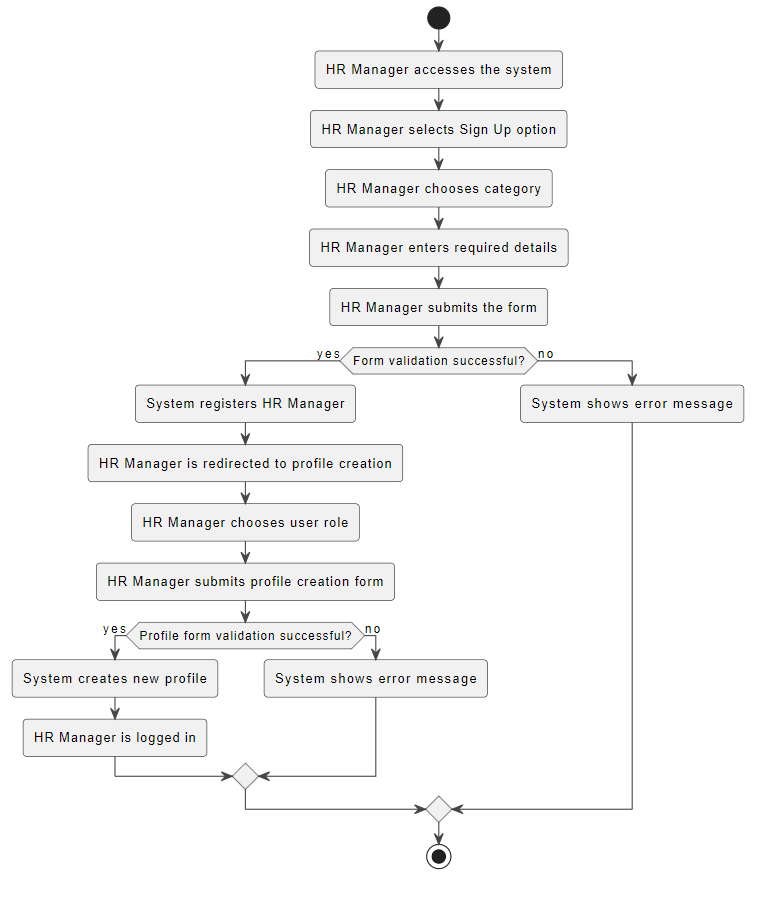 HR Manager accesses the system
HR Manager selects Sign Up option
HR Manager chooses category
HR Manager enters required details
HR Manager submits the form
yes
Form validation successful?
no
System registers HR Manager
System shows error message
HR Manager is redirected to profile creation
HR Manager chooses user role
HR Manager submits profile creation form
yes
Profile form validation successful?
no
System creates new profile
System shows error message
HR Manager is logged in